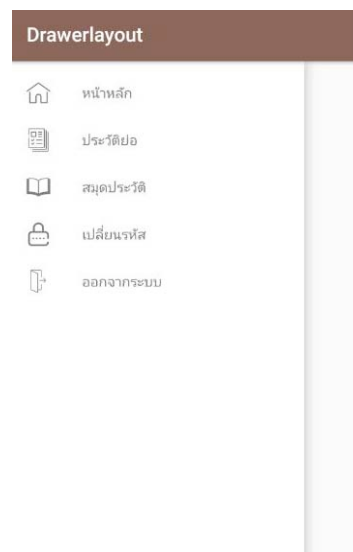 Drawerlayout
หน้าหลัก
ประวัติย่อ
สมุดประวัติ
เปลี่ยนรหัส
ออกจากระบบ